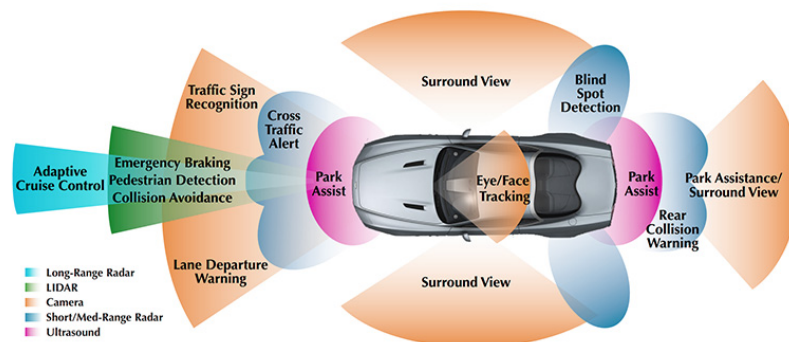 Surround View
Blind
Spot
Detection
Traffic Sign
Recognition
Cross
Traffic
Alert
Adaptive
Cruise Control
Emergency Braking
Pedestrian Detection
Collision Avoidance
Park
Assist
Eye/Face
Tracking
Park
Assist
Park Assistance/
Surround View
Rear
Collision
Warning
Lane Departure
Warning
Surround View
Long-Range Radar
LIDAR
Camera
Short/Med-Range Radar
Ultrasound